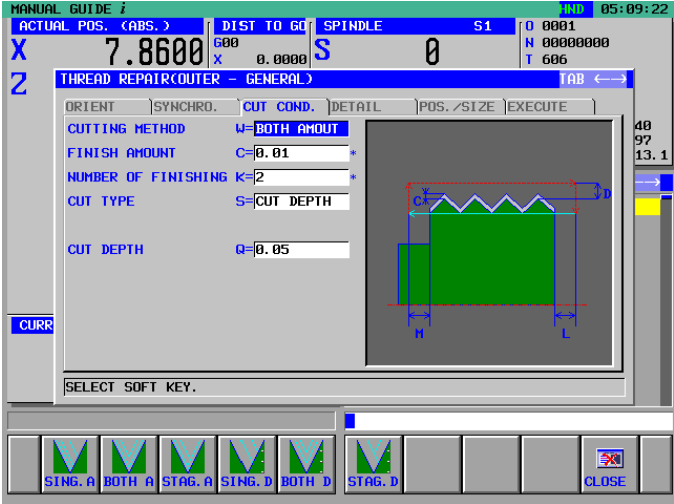 MANUAL GUIDE i HND 05:09:22
ACTUAL POS. (ABS.) DIST TO GO SPINDLE S1 O 0001
X 7.8600 G00 X 0.0000 S 0 N 00000000
T 606
Z
THREAD REPAIR(OUTER - GENERAL) TAB ←→
ORIENT SYNCHRO. CUT COND. DETAIL POS./SIZE EXECUTE
CUTTING METHOD W=BOTH AMOUT
FINISH AMOUNT C=0.01 *
NUMBER OF FINISHING K=2 *
CUT TYPE S=CUT DEPTH
CUT DEPTH Q=0.05
C D
M L
40
97
13.1
CURR
SELECT SOFT KEY.
SING.A BOTH A STAG.A SING.D BOTH D STAG.D CLOSE